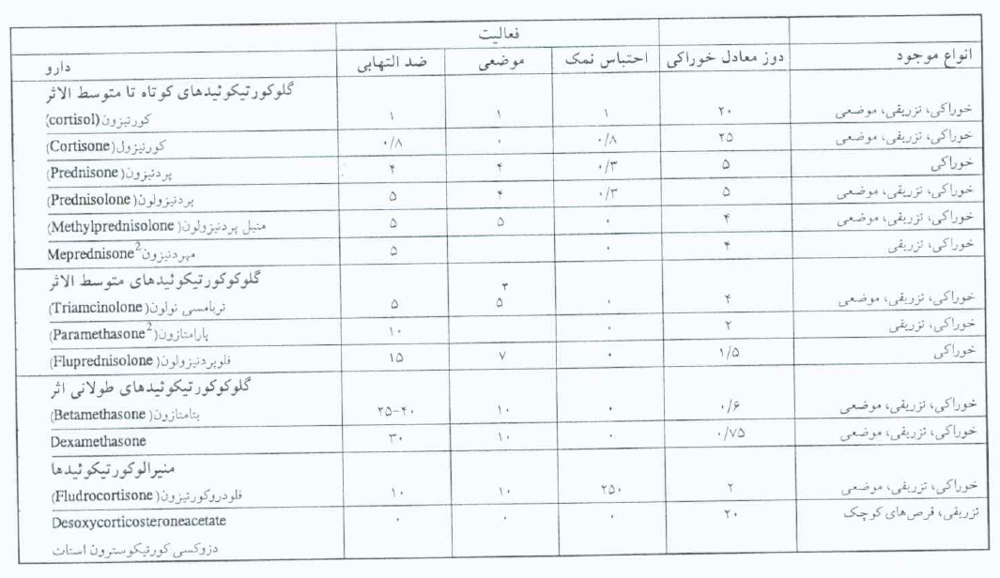 فعالیت
دارو ضد التهابی موضعی احتباس نمک دوز معادل خوراکی انواع موجود
گلوکورتیکوئیدهای کوتاه تا متوسط الاثر
کورتیزون(cortisol) ۱ ۱ ۱ ۲۰ خوراکی، تزریقی، موضعی
کورتیزول(Cortisone) ۰/۸ ۰ ۰/۸ ۲۵ خوراکی، تزریقی، موضعی
پردنیزون(Prednisone) ۴ ۴ ۰/۳ ۵ خوراکی
پردنیزولون(Prednisolone) ۵ ۴ ۰/۳ ۵ خوراکی، تزریقی، موضعی
متیل پردنیزولون(Methylprednisolone) ۵ ۵ ۰ ۴ خوراکی، تزریقی، موضعی
مپردنیزون Meprednisone² ۵ ۰ ۴ خوراکی، تزریقی
گلوکوکورتیکوئیدهای متوسط الاثر
۳
تریامسی نولون(Triamcinolone) ۵ ۵ ۰ ۴ خوراکی، تزریقی، موضعی
پارامتازون(Paramethasone²) ۱۰ ۰ ۲ خوراکی، تزریقی
فلوپردنیزولون(Fluprednisolone) ۱۵ ۷ ۰ ۱/۵ خوراکی
گلوکوکورتیکوئیدهای طولانی اثر
بتامتازون(Betamethasone) ۲۵-۴۰ ۱۰ ۰ ۰/۶ خوراکی، تزریقی، موضعی
Dexamethasone ۳۰ ۱۰ ۰ ۰/۷۵ خوراکی، تزریقی، موضعی
منیرالوکورتیکوئیدها
فلودروکورتیزون(Fludrocortisone) ۱۰ ۱۰ ۲۵۰ ۲ خوراکی، تزریقی، موضعی
Desoxycorticosteroneacetate ۰ ۰ ۰ ۲۰ تزریقی، قرص‌های کوچک
دزوکسی کورتیکوسترون استات